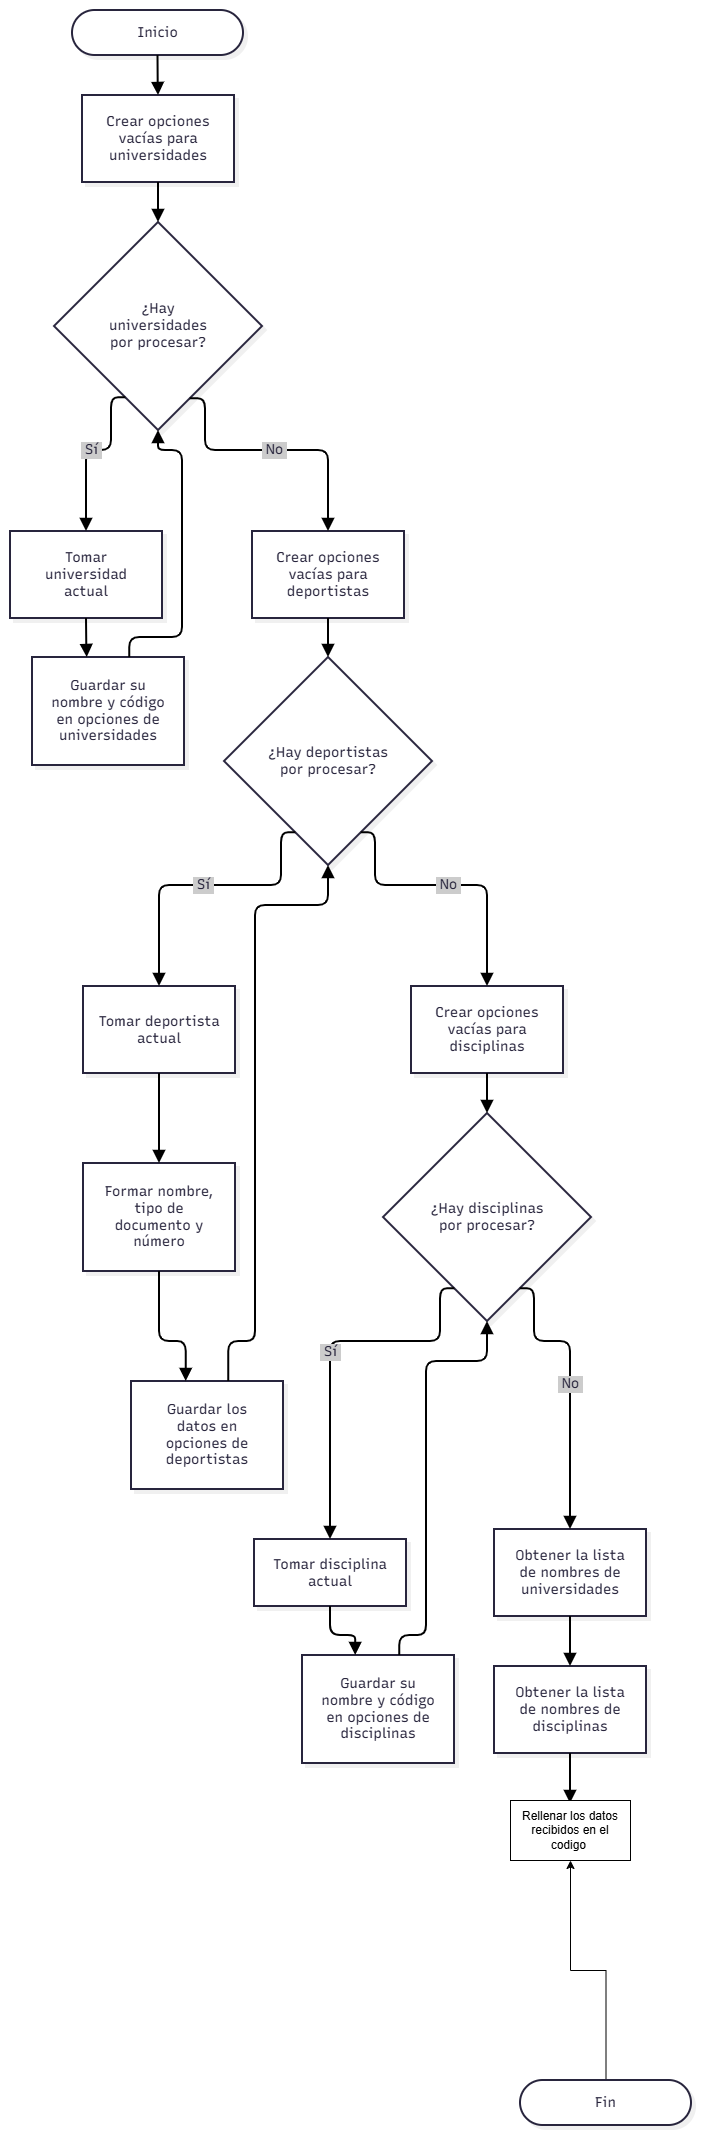 Inicio
Crear opciones
vacías para
universidades
¿Hay
universidades
por procesar?
Sí
No
Tomar
universidad
actual
Crear opciones
vacías para
deportistas
Guardar su
nombre y código
en opciones de
universidades
¿Hay deportistas
por procesar?
Sí
No
Tomar deportista
actual
Crear opciones
vacías para
disciplinas
Formar nombre,
tipo de
documento y
número
¿Hay disciplinas
por procesar?
Sí
No
Guardar los
datos en
opciones de
deportistas
Tomar disciplina
actual
Obtener la lista
de nombres de
universidades
Guardar su
nombre y código
en opciones de
disciplinas
Obtener la lista
de nombres de
disciplinas
Rellenar los datos
recibidos en el
codigo
Fin